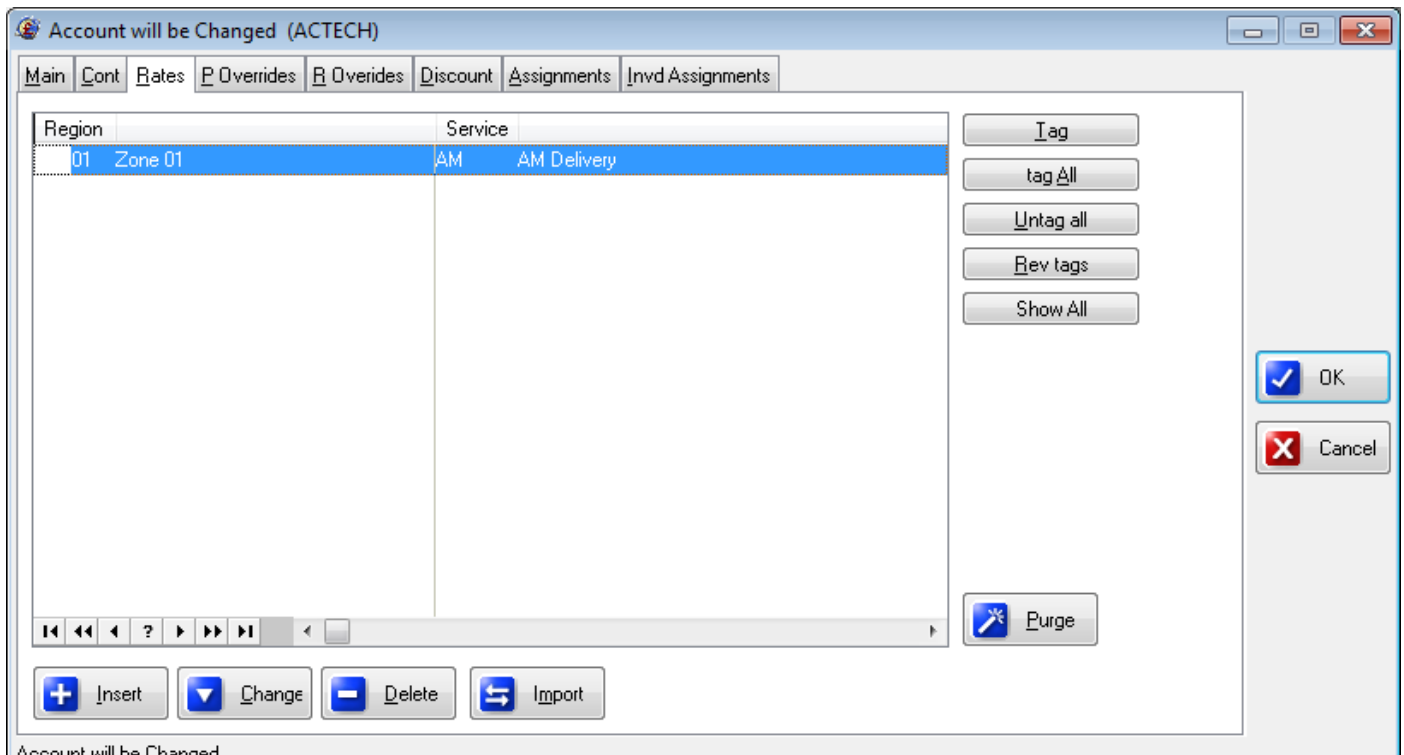 Account will be Changed (ACTECH)
Main Cont Rates P Overrides R Overides Discount Assignments Invd Assignments
Region Service
01 Zone 01 AM AM Delivery
Tag
tag All
Untag all
Rev tags
Show All
OK
Cancel
Purge
?
Insert Change Delete Import
Account will be Changed